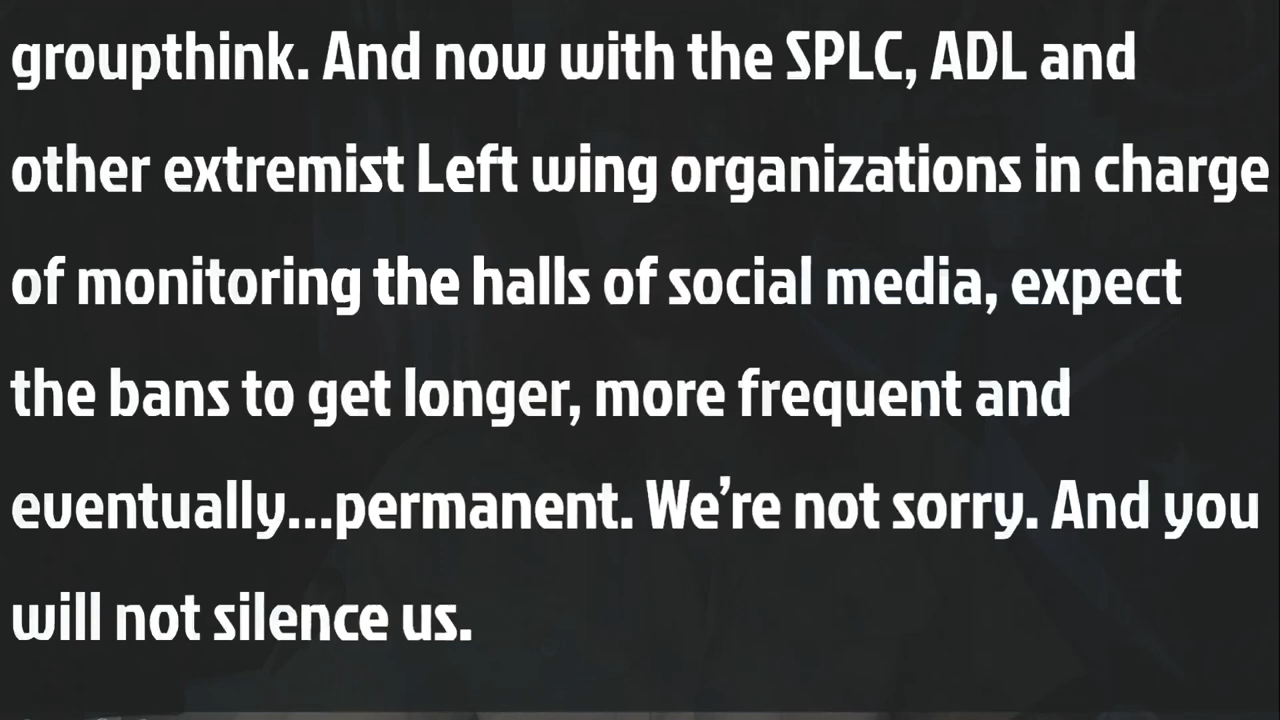 groupthink. And now with the SPLC, ADL and
other extremist Left wing organizations in charge
of monitoring the halls of social media, expect
the bans to get longer, more frequent and
eventually...permanent. We're not sorry. And you
will not silence us.